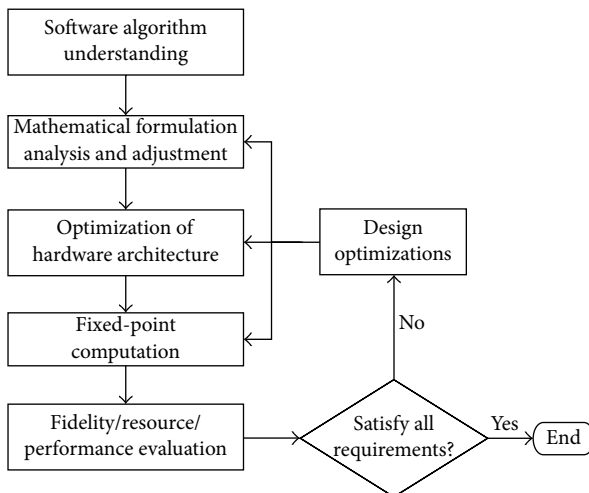 Software algorithm
understanding
Mathematical formulation
analysis and adjustment
Optimization of
hardware architecture
Design
optimizations
Fixed-point
computation
No
Fidelity/resource/
performance evaluation
Satisfy all
requirements?
Yes
End